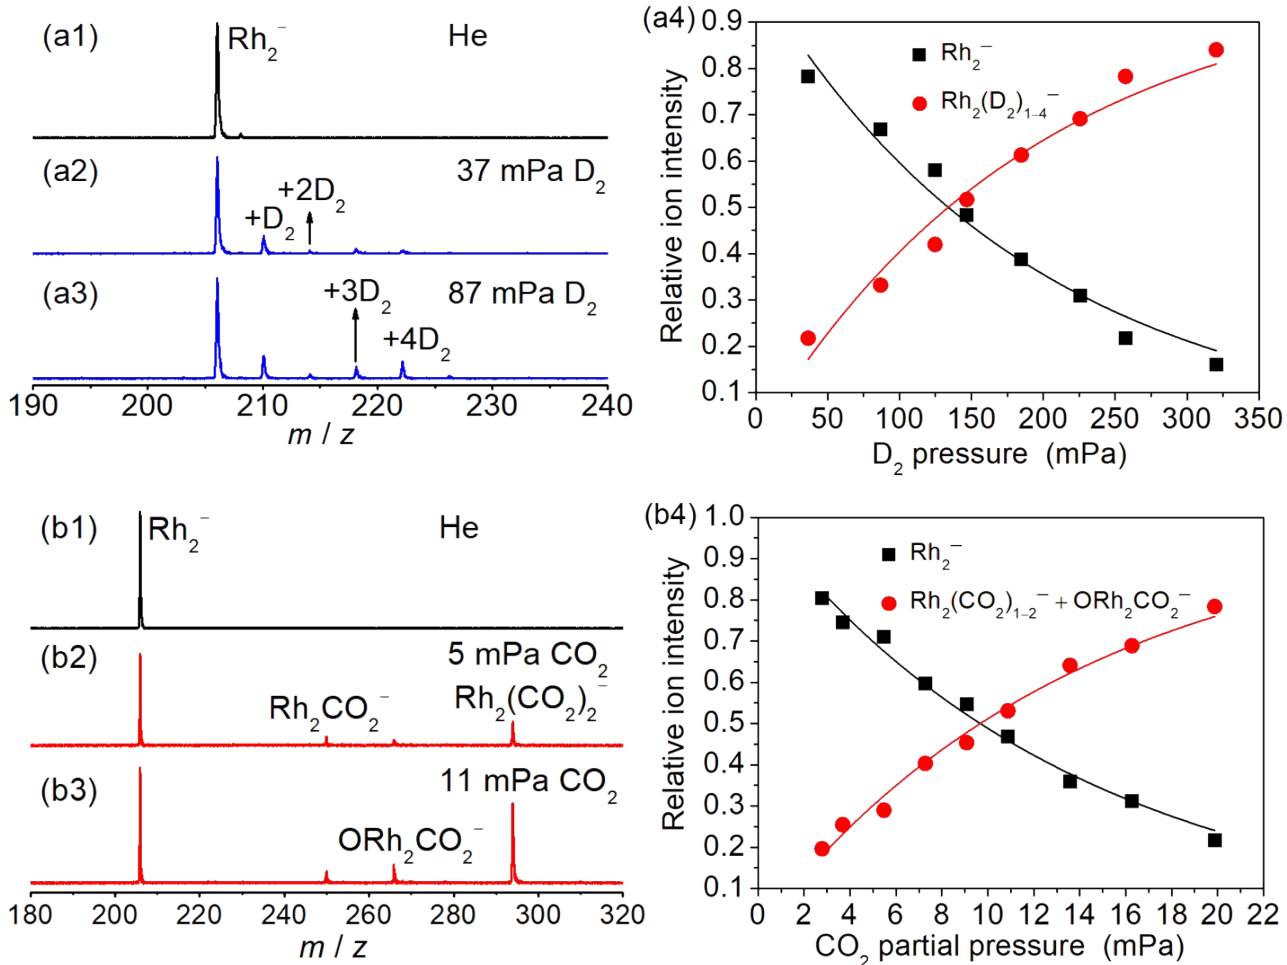 (a1) Rh₂⁻ He
(a2) 37 mPa D₂
+D₂ +2D₂
(a3) +3D₂ 87 mPa D₂
+4D₂
190 200 210 220 230 240
m / z
(a4)
0.9
0.8
0.7
0.6
0.5
0.4
0.3
0.2
0.1
Relative ion intensity
Rh₂⁻
Rh₂(D₂)₁₋₄⁻
0 50 100 150 200 250 300 350
D₂ pressure (mPa)
(b1) Rh₂⁻ He
(b2) 5 mPa CO₂
Rh₂CO₂⁻ Rh₂(CO₂)₂⁻
(b3) 11 mPa CO₂
ORh₂CO₂⁻
180 200 220 240 260 280 300 320
m / z
(b4)
1.0
0.9
0.8
0.7
0.6
0.5
0.4
0.3
0.2
0.1
Relative ion intensity
Rh₂⁻
Rh₂(CO₂)₁₋₂⁻ + ORh₂CO₂⁻
0 2 4 6 8 10 12 14 16 18 20 22
CO₂ partial pressure (mPa)